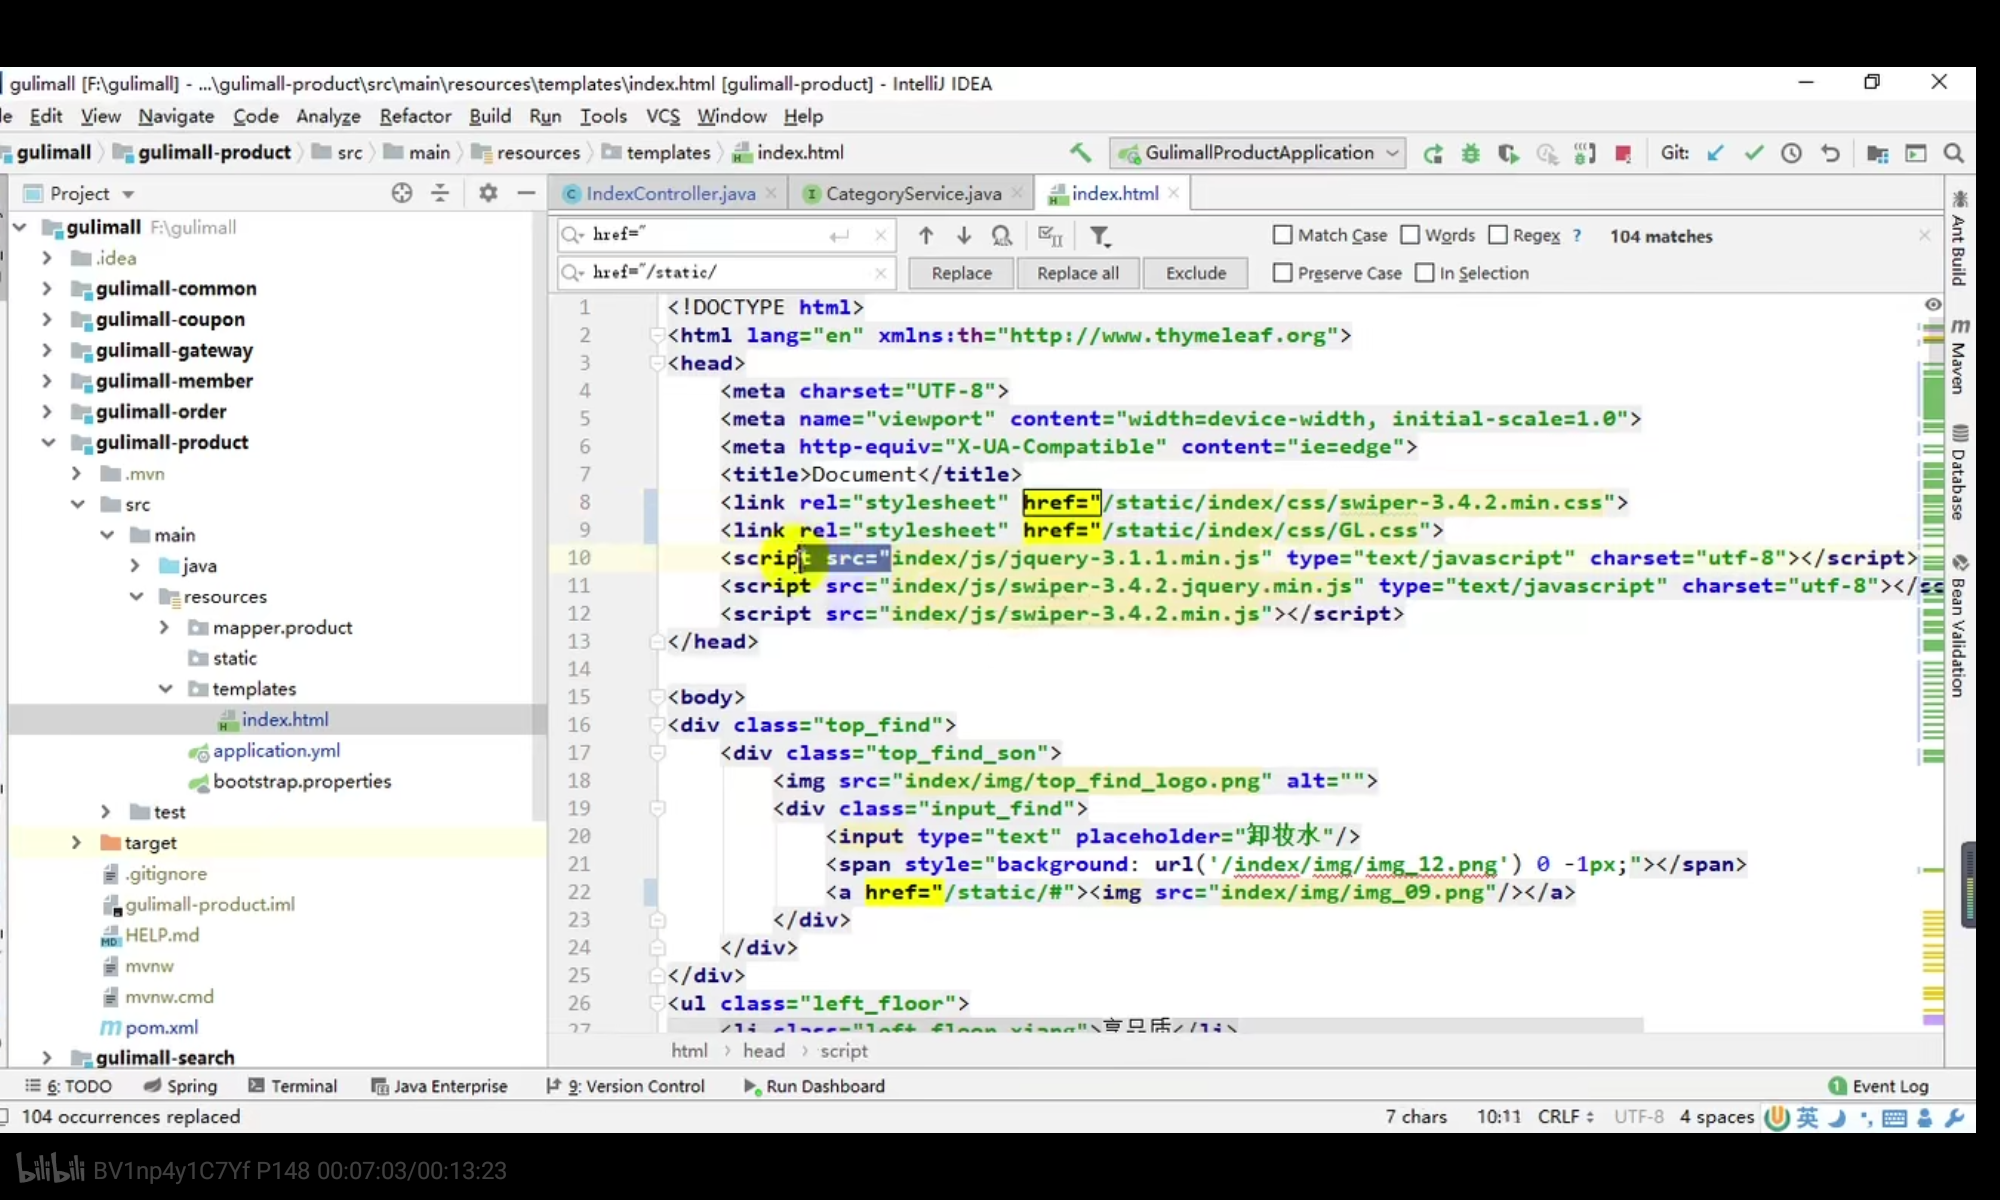 gulimall [F:\gulimall] - ...\gulimall-product\src\main\resources\templates\index.html [gulimall-product] - IntelliJ IDEA
Edit View Navigate Code Analyze Refactor Build Run Tools VCS Window Help
gulimall gulimall-product src main resources templates index.html GulimallProductApplication Git:
Project
IndexController.java CategoryService.java index.html
href="
Match Case Words Regex ? 104 matches
href="/static/
Replace Replace all Exclude Preserve Case In Selection
gulimall F:\gulimall
.idea
gulimall-common
gulimall-coupon
gulimall-gateway
gulimall-member
gulimall-order
gulimall-product
.mvn
src
main
java
resources
mapper.product
static
templates
index.html
application.yml
bootstrap.properties
test
target
.gitignore
gulimall-product.iml
HELP.md
mvnw
mvnw.cmd
pom.xml
gulimall-search
1 <!DOCTYPE html>
2 <html lang="en" xmlns:th="http://www.thymeleaf.org">
3 <head>
4 <meta charset="UTF-8">
5 <meta name="viewport" content="width=device-width, initial-scale=1.0">
6 <meta http-equiv="X-UA-Compatible" content="ie=edge">
7 <title>Document</title>
8 <link rel="stylesheet" href="/static/index/css/swiper-3.4.2.min.css">
9 <link rel="stylesheet" href="/static/index/css/GL.css">
10 <script src="index/js/jquery-3.1.1.min.js" type="text/javascript" charset="utf-8"></script>
11 <script src="index/js/swiper-3.4.2.jquery.min.js" type="text/javascript" charset="utf-8"></sc
12 <script src="index/js/swiper-3.4.2.min.js"></script>
13 </head>
14
15 <body>
16 <div class="top_find">
17 <div class="top_find_son">
18 <img src="index/img/top_find_logo.png" alt="">
19 <div class="input_find">
20 <input type="text" placeholder="卸妆水"/>
21 <span style="background: url('/index/img/img_12.png') 0 -1px;"></span>
22 <a href="/static/#"><img src="index/img/img_09.png"/></a>
23 </div>
24 </div>
25 </div>
26 <ul class="left_floor">
27 <li class="left_floor_xiang">享品质</li>
html head script
Ant Build
Maven
Database
Bean Validation
6: TODO Spring Terminal Java Enterprise 9: Version Control Run Dashboard 1 Event Log
104 occurrences replaced 7 chars 10:11 CRLF UTF-8 4 spaces 英
bilibili BV1np4y1C7Yf P148 00:07:03/00:13:23